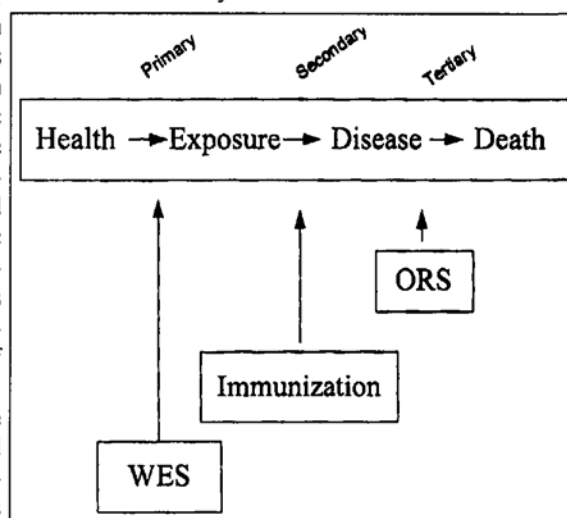 Primary Secondary Tertiary
Health → Exposure → Disease → Death
ORS
Immunization
WES